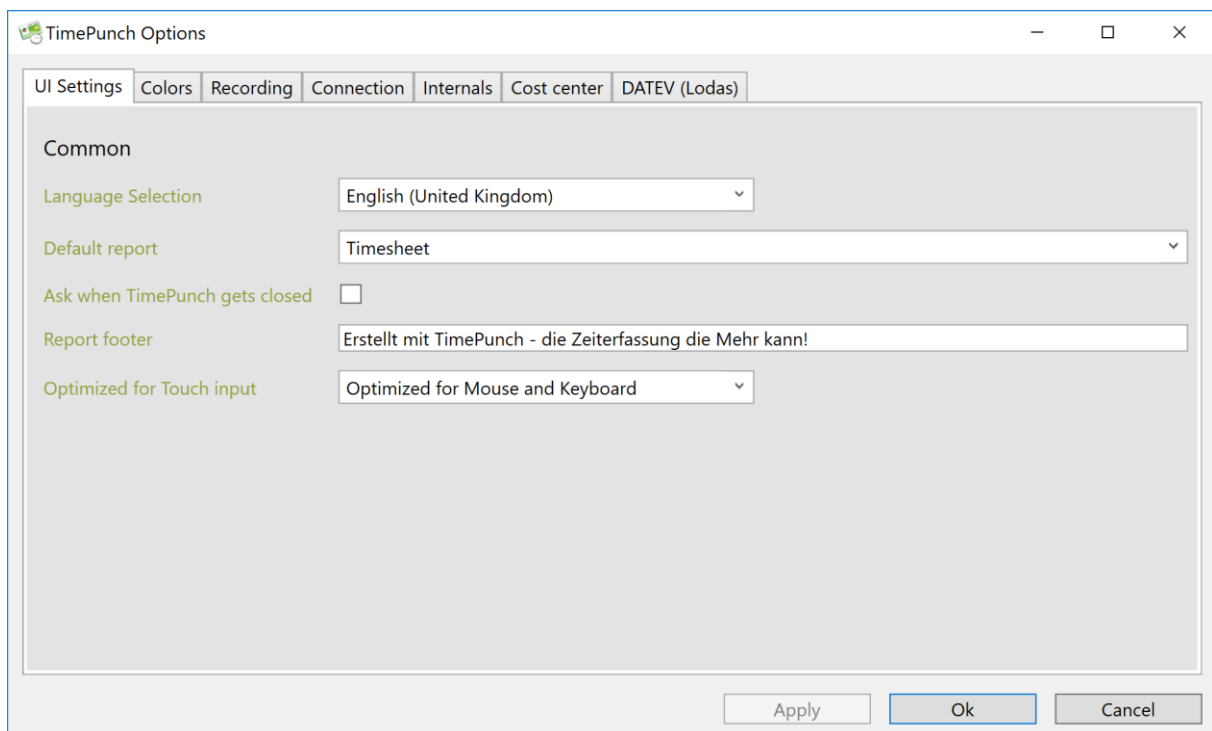 TimePunch Options
UI Settings Colors Recording Connection Internals Cost center DATEV (Lodas)
Common
Language Selection English (United Kingdom)
Default report Timesheet
Ask when TimePunch gets closed
Report footer Erstellt mit TimePunch - die Zeiterfassung die Mehr kann!
Optimized for Touch input Optimized for Mouse and Keyboard
Apply Ok Cancel